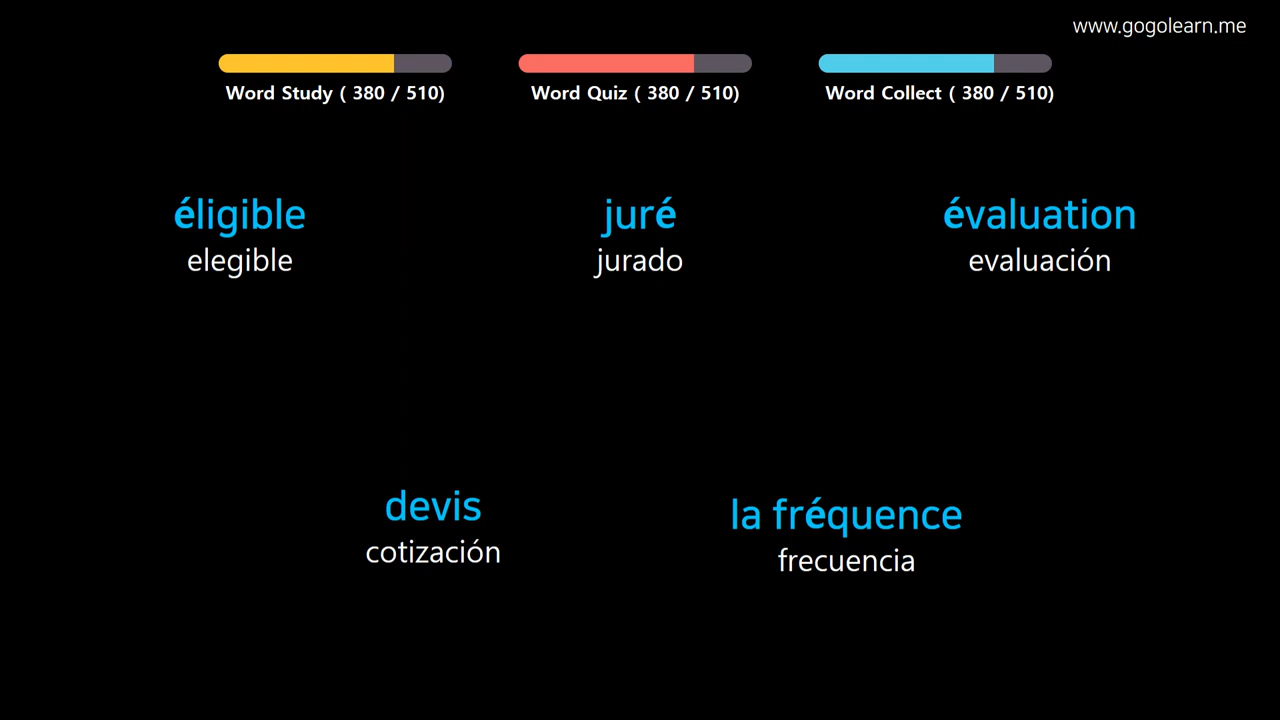 www.gogolearn.me
Word Study ( 380 / 510)
Word Quiz ( 380 / 510)
Word Collect ( 380 / 510)
éligible
elegible
juré
jurado
évaluation
evaluación
devis
cotización
la fréquence
frecuencia